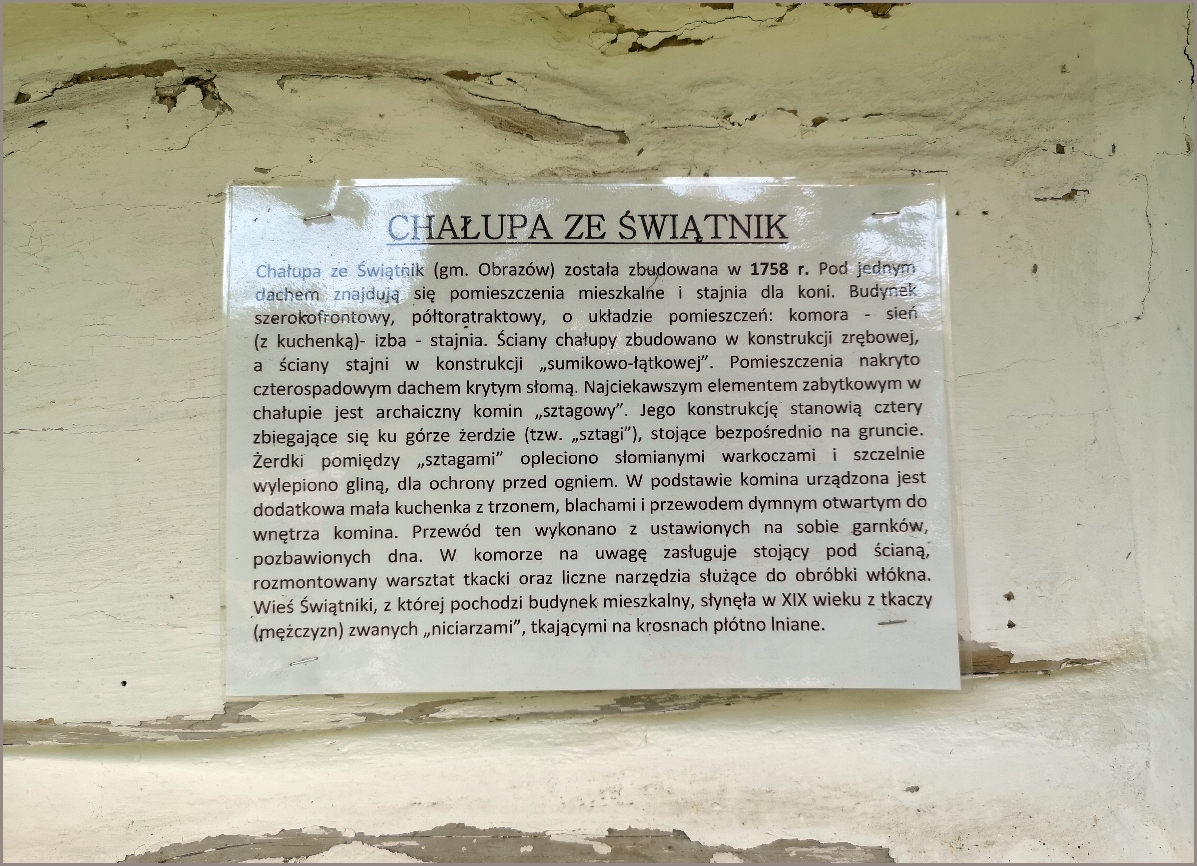 CHAŁUPA ZE ŚWIĄTNIK
Chałupa ze Świątnik (gm. Obrazów) została zbudowana w 1758 r. Pod jednym
dachem znajdują się pomieszczenia mieszkalne i stajnia dla koni. Budynek
szerokofrontowy, półtorątraktowy, o układzie pomieszczeń: komora - sień
(z kuchenką)- izba - stajnia. Ściany chałupy zbudowano w konstrukcji zrębowej,
a ściany stajni w konstrukcji „sumikowo-łątkowej”. Pomieszczenia nakryto
czterospadowym dachem krytym słomą. Najciekawszym elementem zabytkowym w
chałupie jest archaiczny komin „sztagowy”. Jego konstrukcję stanowią cztery
zbiegające się ku górze żerdzie (tzw. „sztagi”), stojące bezpośrednio na gruncie.
Żerdki pomiędzy „sztagami” opleciono słomianymi warkoczami i szczelnie
wylepiono gliną, dla ochrony przed ogniem. W podstawie komina urządzona jest
dodatkowa mała kuchenka z trzonem, blachami i przewodem dymnym otwartym do
wnętrza komina. Przewód ten wykonano z ustawionych na sobie garnków,
pozbawionych dna. W komorze na uwagę zasługuje stojący pod ścianą,
rozmontowany warsztat tkacki oraz liczne narzędzia służące do obróbki włókna.
Wieś Świątniki, z której pochodzi budynek mieszkalny, słynęła w XIX wieku z tkaczy
(mężczyzn) zwanych „niciarzami”, tkającymi na krosnach płótno lniane.